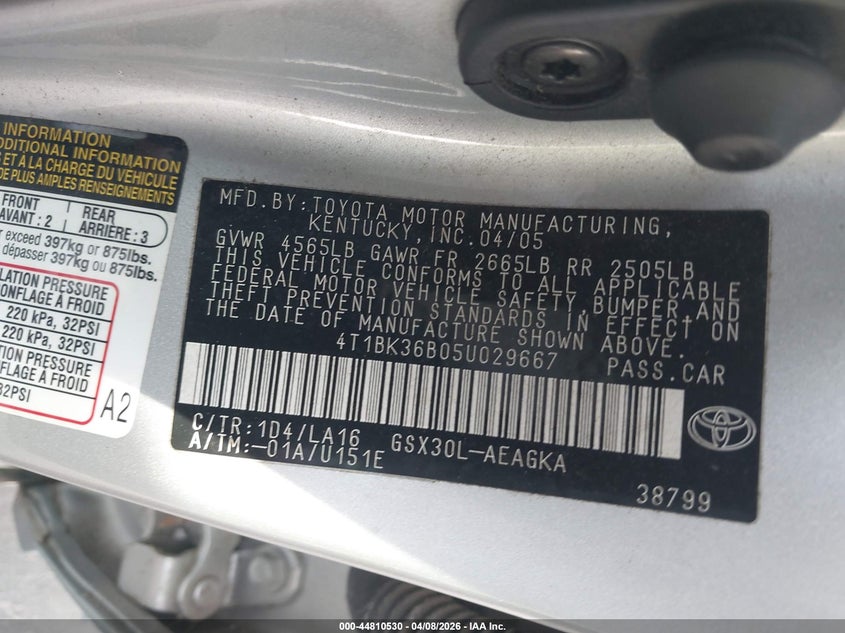 INFORMATION
DDITIONAL INFORMATION
S ET À LA CHARGE DU VEHICULE
DE PLUS AMPLES RENSEIGNEMENTS
FRONT
AVANT : 2
REAR
ARRIERE : 3
r exceed 397kg or 875lbs.
dépasser 397kg ou 875lbs.
LATION PRESSURE
ONFLAGE À FROID
220 kPa, 32PSI
220 kPa, 32PSI
LATION PRESSURE
FLAGE À FROID
32PSI
A2
MFD.BY:TOYOTA MOTOR MANUFACTURING,
KENTUCKY,INC.04/05
GVWR 4565LB GAWR FR 2665LB RR 2505LB
THIS VEHICLE CONFORMS TO ALL APPLICABLE
FEDERAL MOTOR VEHICLE SAFETY,BUMPER,AND
THEFT PREVENTION STANDARDS IN EFFECT ON
THE DATE OF MANUFACTURE SHOWN ABOVE.
4T1BK36B05U029667 PASS.CAR
C/TR:1D4/LA16 GSX30L-AEAGKA
A/TM:-01A/U151E
38799
000-44810530 - 04/08/2026 - IAA Inc.